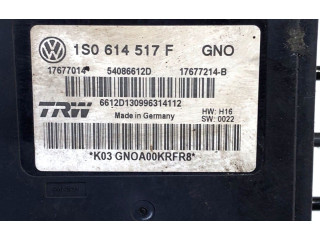 1S0 614 517 F GNO
17677014 54086612D 17677214-B
TRW 6612D130996314112
Made in Germany
HW: H16
SW: 0022
*K03 GNOA00KRFR8*